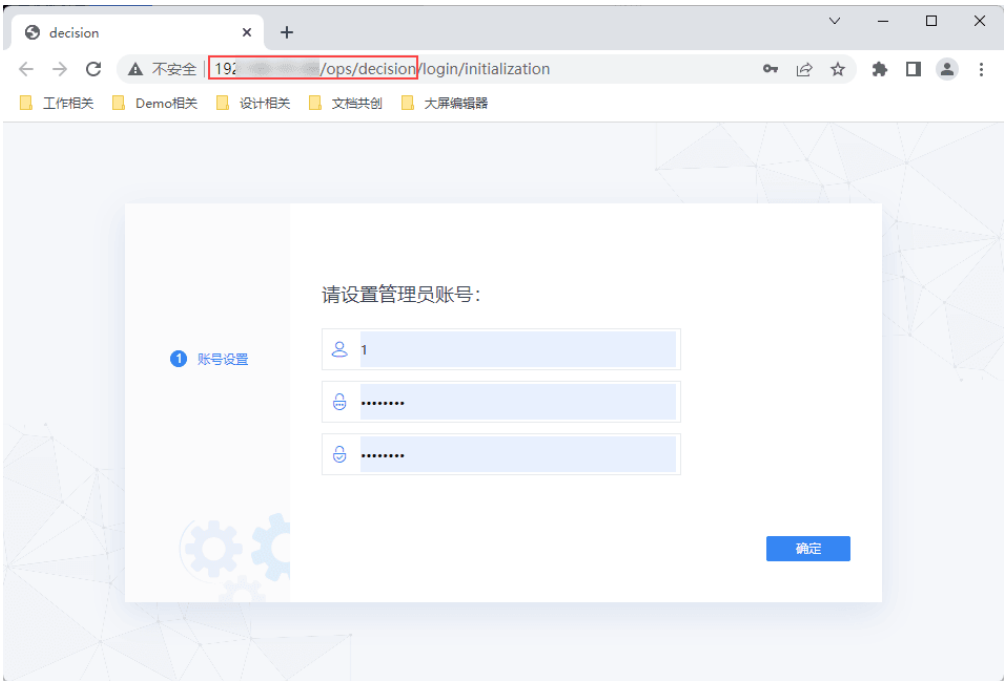 decision
不安全 192 /ops/decision/login/initialization
工作相关 Demo相关 设计相关 文档共创 大屏编辑器
请设置管理员账号：
1 账号设置
1
••••••••
••••••••
确定